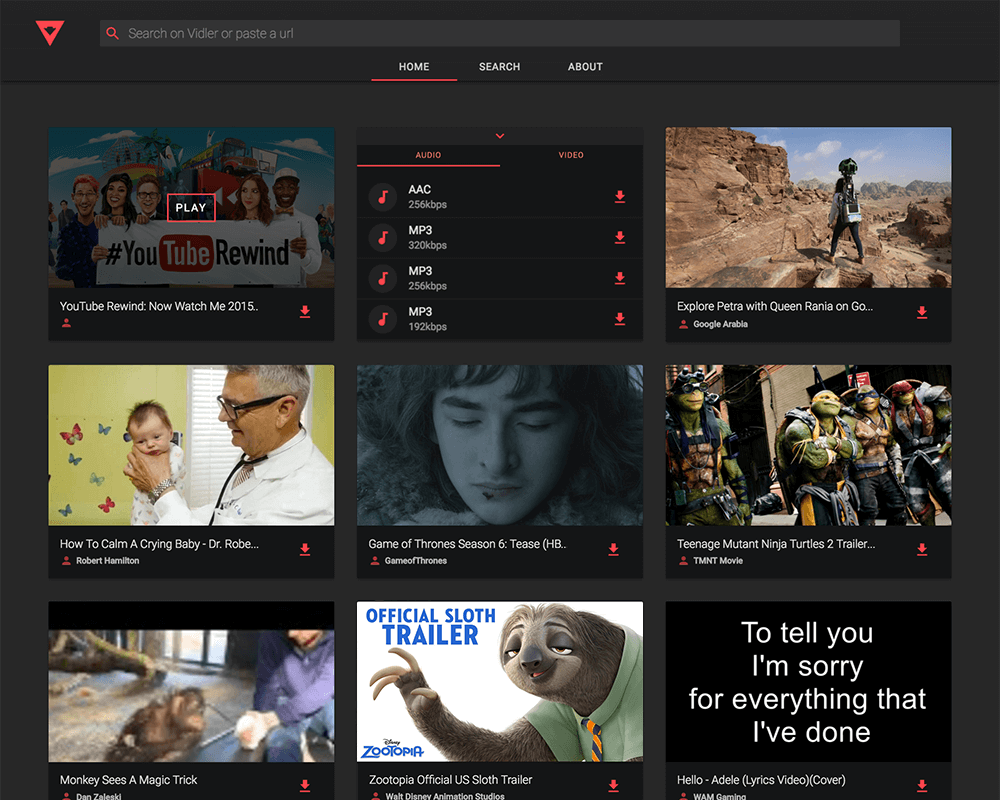 Search on Vidler or paste a url
HOME
SEARCH
ABOUT
#YouTubeRewind
PLAY
YouTube Rewind: Now Watch Me 2015..
AUDIO
VIDEO
AAC
256kbps
MP3
320kbps
MP3
256kbps
MP3
192kbps
Explore Petra with Queen Rania on Go...
Google Arabia
How To Calm A Crying Baby - Dr. Robe...
Robert Hamilton
Game of Thrones Season 6: Tease (HB..
GameofThrones
Teenage Mutant Ninja Turtles 2 Trailer...
TMNT Movie
Monkey Sees A Magic Trick
Dan Zaleski
OFFICIAL SLOTH
TRAILER
Disney
ZOOTOPIA
Zootopia Official US Sloth Trailer
Walt Disney Animation Studios
To tell you
I'm sorry
for everything that
I've done
Hello - Adele (Lyrics Video)(Cover)
WAM Gaming